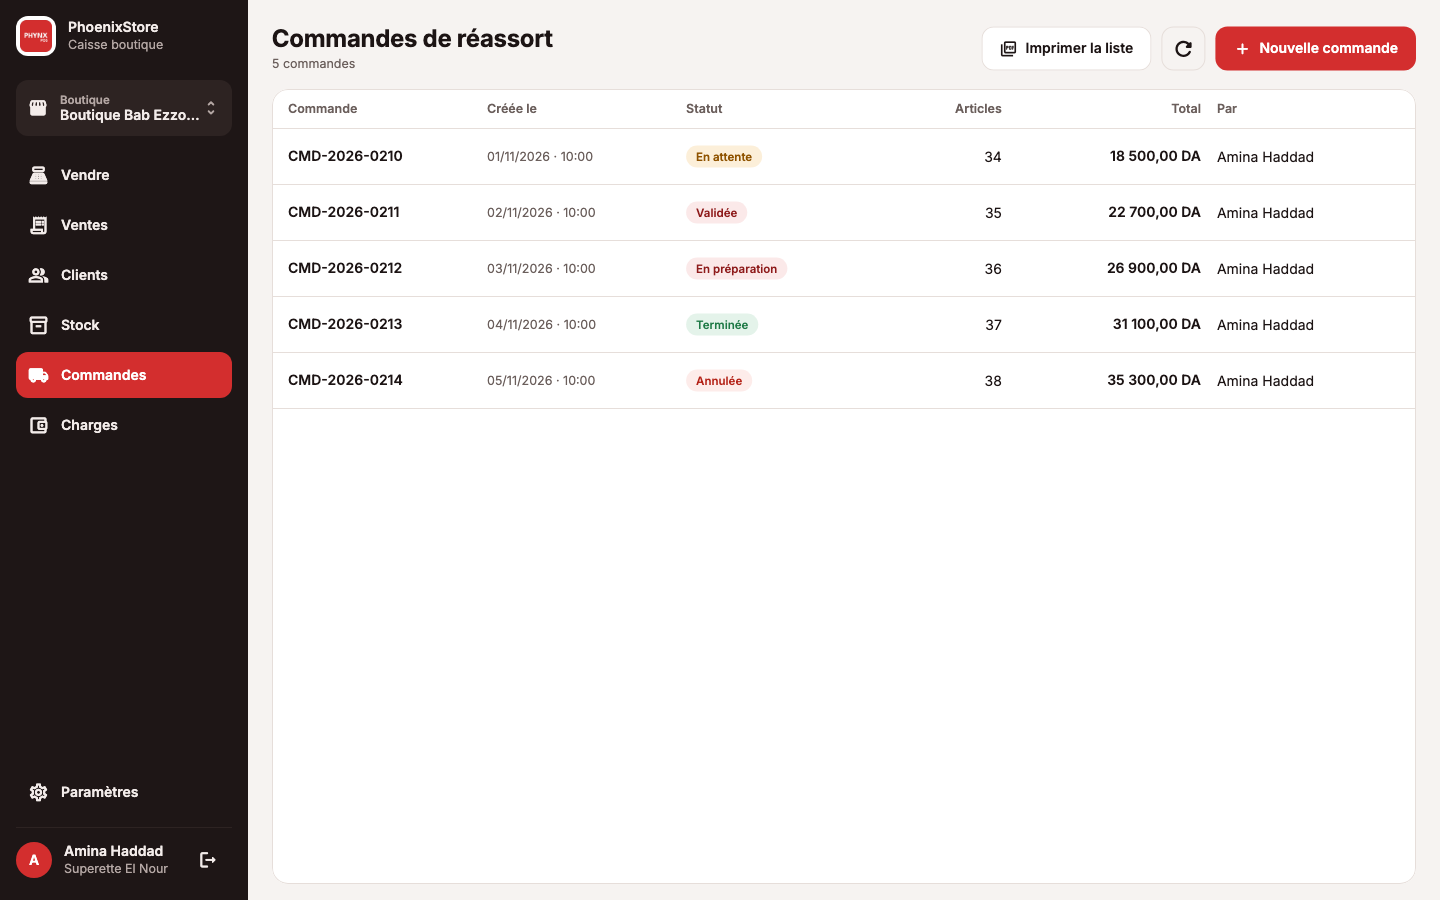 PHYNX
POS
PhoenixStore
Caisse boutique
Boutique
Boutique Bab Ezzo...
Vendre
Ventes
Clients
Stock
Commandes
Charges
Paramètres
A
Amina Haddad
Superette El Nour
Commandes de réassort
5 commandes
PDF
Imprimer la liste
Nouvelle commande
Commande Créée le Statut Articles Total Par
CMD-2026-0210 01/11/2026 · 10:00 En attente 34 18 500,00 DA Amina Haddad
CMD-2026-0211 02/11/2026 · 10:00 Validée 35 22 700,00 DA Amina Haddad
CMD-2026-0212 03/11/2026 · 10:00 En préparation 36 26 900,00 DA Amina Haddad
CMD-2026-0213 04/11/2026 · 10:00 Terminée 37 31 100,00 DA Amina Haddad
CMD-2026-0214 05/11/2026 · 10:00 Annulée 38 35 300,00 DA Amina Haddad